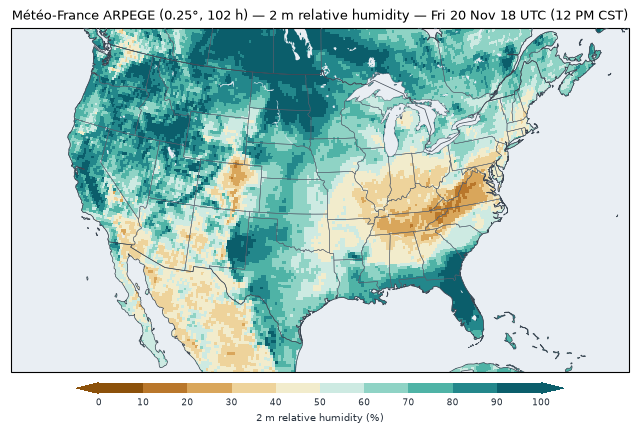 Météo-France ARPEGE (0.25°, 102 h) — 2 m relative humidity — Fri 20 Nov 18 UTC (12 PM CST)
0 10 20 30 40 50 60 70 80 90 100
2 m relative humidity (%)